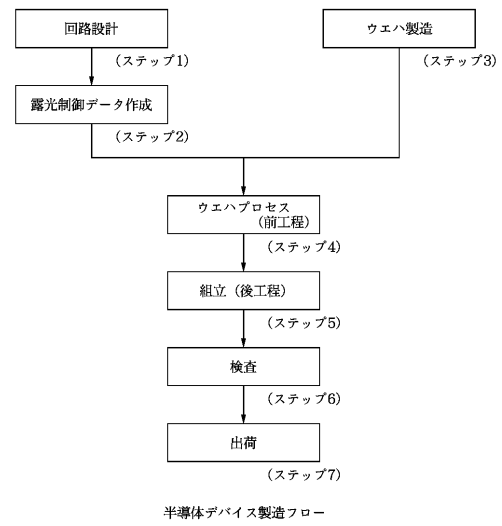 回路設計
(ステップ1)
ウエハ製造
(ステップ3)
露光制御データ作成
(ステップ2)
ウエハプロセス
(前工程)
(ステップ4)
組立(後工程)
(ステップ5)
検査
(ステップ6)
出荷
(ステップ7)
半導体デバイス製造フロー